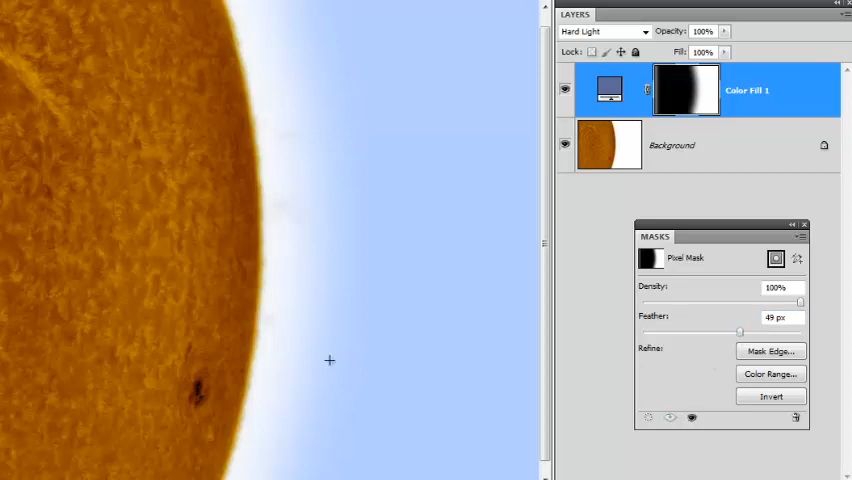 LAYERS
Hard Light Opacity: 100%
Lock: Fill: 100%
Color Fill 1
Background
MASKS
Pixel Mask
Density: 100%
Feather: 49 px
Refine: Mask Edge...
Color Range...
Invert